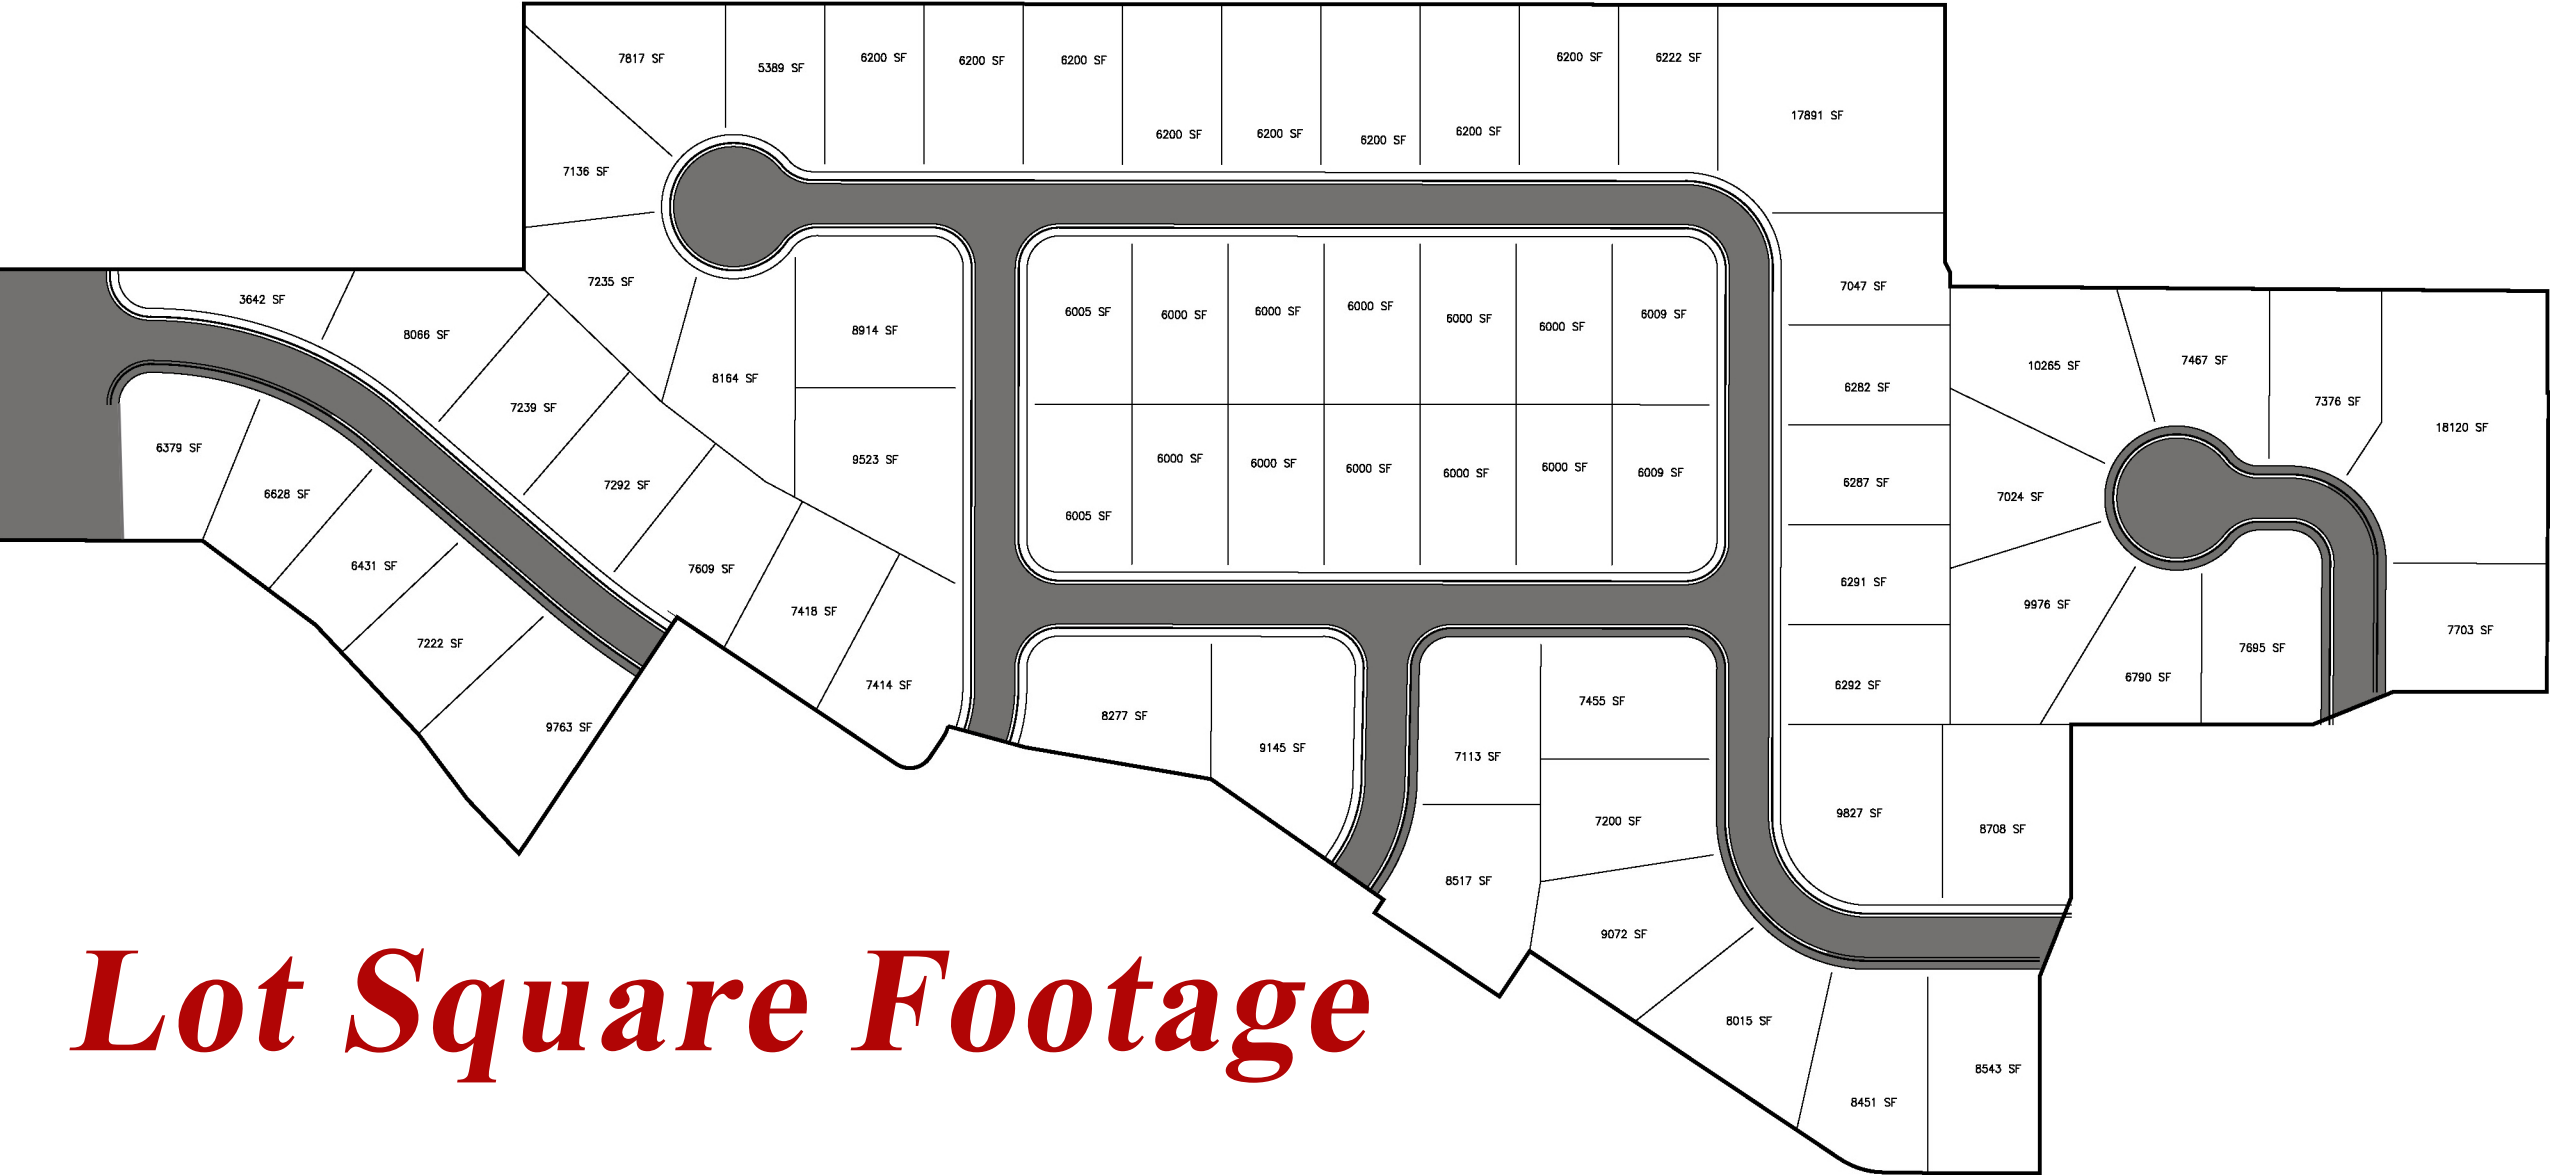 7817 SF
5389 SF
6200 SF
6200 SF
6200 SF
6200 SF
6200 SF
6200 SF
6200 SF
6200 SF
6222 SF
17891 SF
7136 SF
7235 SF
8164 SF
8914 SF
9523 SF
3642 SF
8066 SF
7239 SF
7292 SF
7609 SF
7418 SF
7414 SF
6379 SF
6628 SF
6431 SF
7222 SF
9763 SF
6005 SF
6000 SF
6000 SF
6000 SF
6000 SF
6000 SF
6009 SF
6005 SF
6000 SF
6000 SF
6000 SF
6000 SF
6000 SF
6009 SF
7047 SF
6282 SF
6287 SF
6291 SF
6292 SF
10265 SF
7467 SF
7376 SF
18120 SF
7024 SF
9976 SF
6790 SF
7695 SF
7703 SF
8277 SF
9145 SF
7113 SF
7455 SF
7200 SF
8517 SF
9072 SF
9827 SF
8708 SF
8015 SF
8451 SF
8543 SF
Lot Square Footage